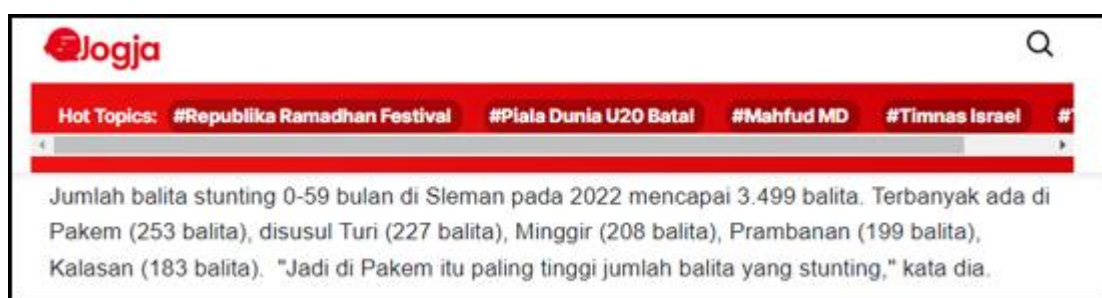 Jogja
Hot Topics: #Republika Ramadhan Festival #Piala Dunia U20 Batal #Mahfud MD #Timnas Israel #
Jumlah balita stunting 0-59 bulan di Sleman pada 2022 mencapai 3.499 balita. Terbanyak ada di
Pakem (253 balita), disusul Turi (227 balita), Minggir (208 balita), Prambanan (199 balita),
Kalasan (183 balita). "Jadi di Pakem itu paling tinggi jumlah balita yang stunting," kata dia.